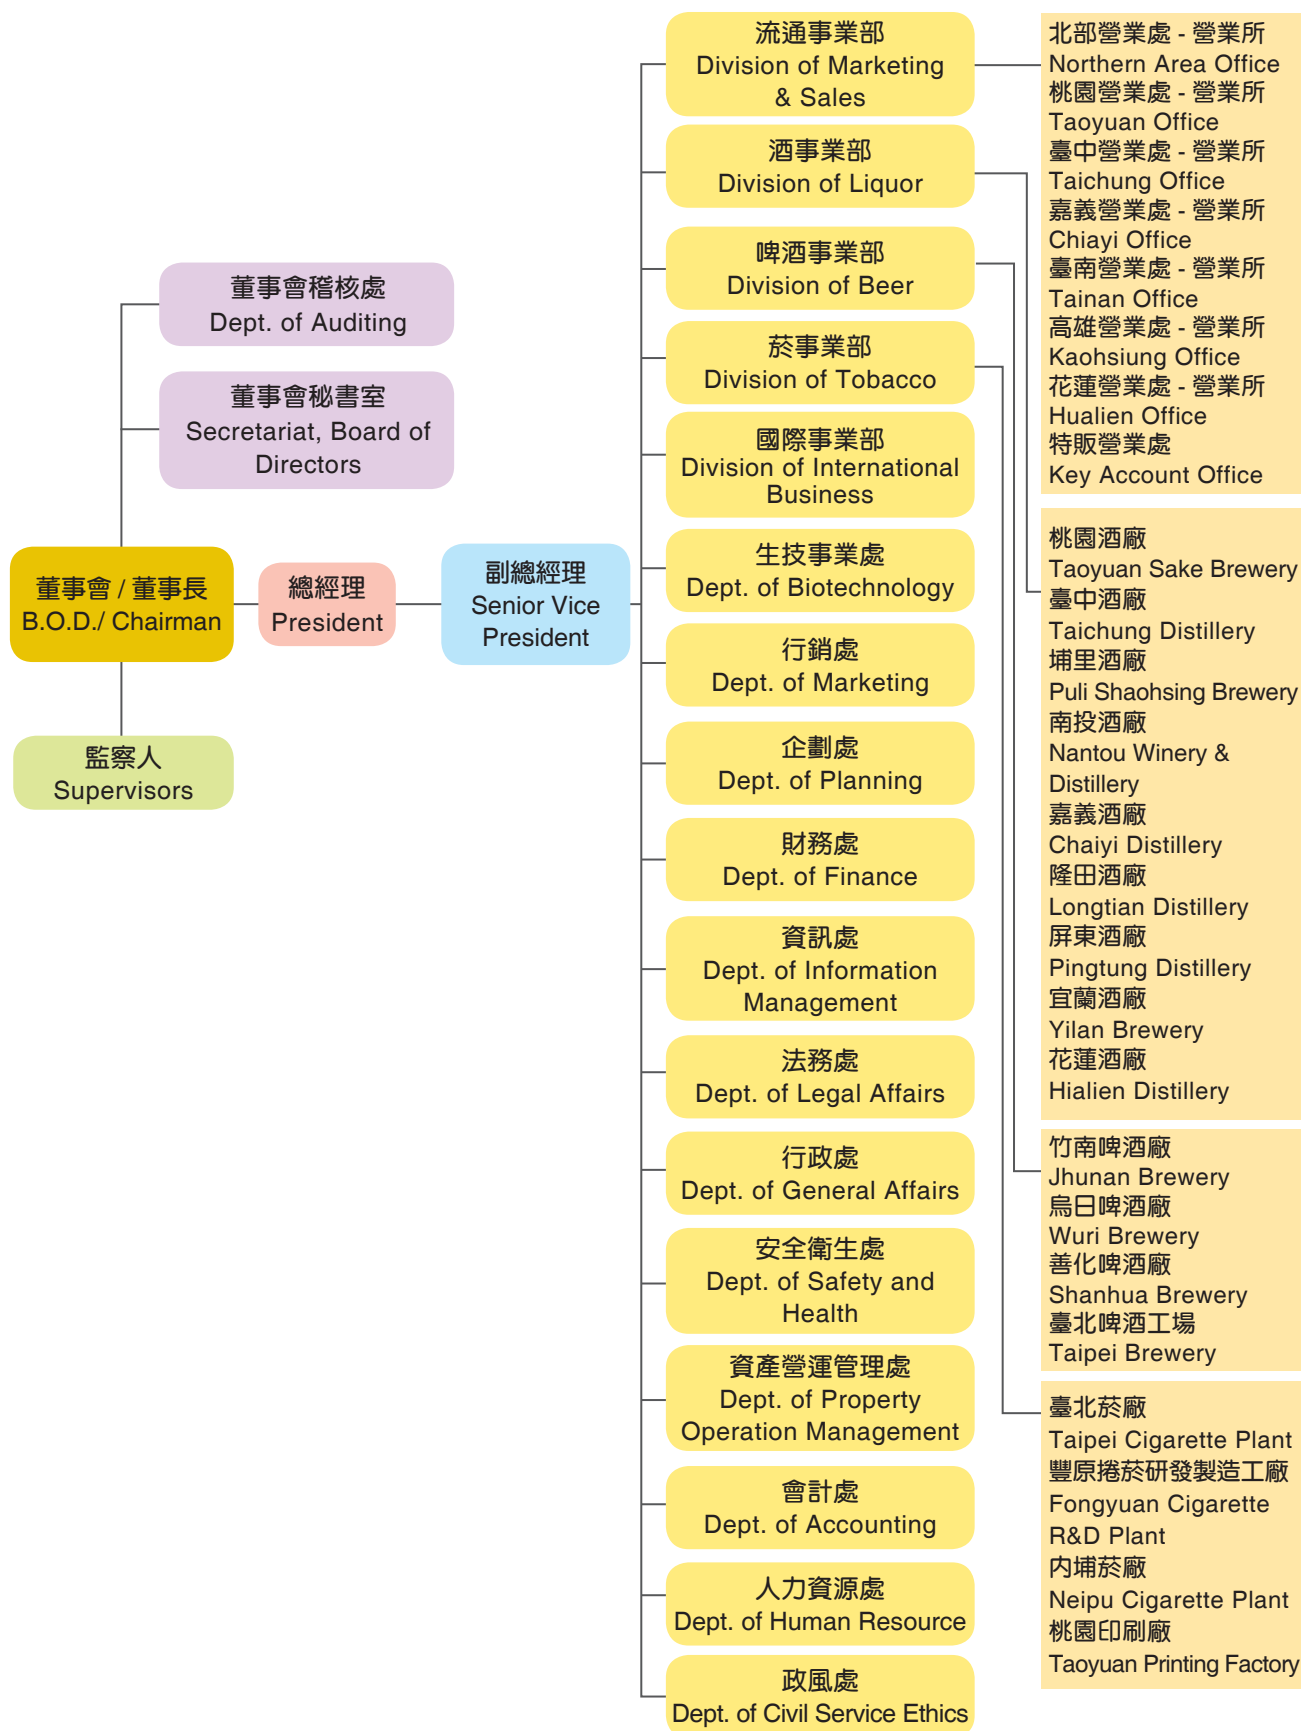 董事會稽核處
Dept. of Auditing
董事會秘書室
Secretariat, Board of
Directors
董事會 / 董事長
B.O.D./ Chairman
總經理
President
副總經理
Senior Vice
President
監察人
Supervisors
流通事業部
Division of Marketing
& Sales
酒事業部
Division of Liquor
啤酒事業部
Division of Beer
菸事業部
Division of Tobacco
國際事業部
Division of International
Business
生技事業處
Dept. of Biotechnology
行銷處
Dept. of Marketing
企劃處
Dept. of Planning
財務處
Dept. of Finance
資訊處
Dept. of Information
Management
法務處
Dept. of Legal Affairs
行政處
Dept. of General Affairs
安全衛生處
Dept. of Safety and
Health
資產營運管理處
Dept. of Property
Operation Management
會計處
Dept. of Accounting
人力資源處
Dept. of Human Resource
政風處
Dept. of Civil Service Ethics
北部營業處 - 營業所
Northern Area Office
桃園營業處 - 營業所
Taoyuan Office
臺中營業處 - 營業所
Taichung Office
嘉義營業處 - 營業所
Chiayi Office
臺南營業處 - 營業所
Tainan Office
高雄營業處 - 營業所
Kaohsiung Office
花蓮營業處 - 營業所
Hualien Office
特販營業處
Key Account Office
桃園酒廠
Taoyuan Sake Brewery
臺中酒廠
Taichung Distillery
埔里酒廠
Puli Shaohsing Brewery
南投酒廠
Nantou Winery &
Distillery
嘉義酒廠
Chaiyi Distillery
隆田酒廠
Longtian Distillery
屏東酒廠
Pingtung Distillery
宜蘭酒廠
Yilan Brewery
花蓮酒廠
Hialien Distillery
竹南啤酒廠
Jhunan Brewery
烏日啤酒廠
Wuri Brewery
善化啤酒廠
Shanhua Brewery
臺北啤酒工場
Taipei Brewery
臺北菸廠
Taipei Cigarette Plant
豐原捲菸研發製造工廠
Fongyuan Cigarette
R&D Plant
內埔菸廠
Neipu Cigarette Plant
桃園印刷廠
Taoyuan Printing Factory